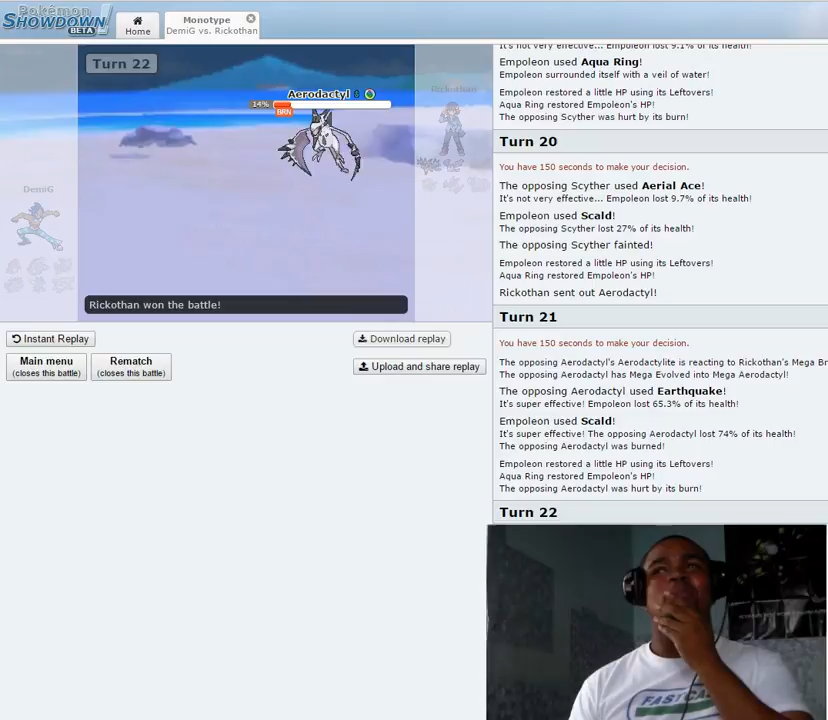 Pokémon
SHOWDOWN!
BETA
Home
Monotype
DemiG vs. Rickothan
Turn 22
Aerodactyl
14%
BRN
Rickothan
DemiG
Rickothan won the battle!
Instant Replay
Download replay
Main menu
(closes this battle)
Rematch
(closes this battle)
Upload and share replay
It's not very effective... Empoleon lost 9.1% of its health!
Empoleon used Aqua Ring!
Empoleon surrounded itself with a veil of water!
Empoleon restored a little HP using its Leftovers!
Aqua Ring restored Empoleon's HP!
The opposing Scyther was hurt by its burn!
Turn 20
You have 150 seconds to make your decision.
The opposing Scyther used Aerial Ace!
It's not very effective... Empoleon lost 9.7% of its health!
Empoleon used Scald!
The opposing Scyther lost 27% of its health!
The opposing Scyther fainted!
Empoleon restored a little HP using its Leftovers!
Aqua Ring restored Empoleon's HP!
Rickothan sent out Aerodactyl!
Turn 21
You have 150 seconds to make your decision.
The opposing Aerodactyl's Aerodactylite is reacting to Rickothan's Mega Br
The opposing Aerodactyl has Mega Evolved into Mega Aerodactyl!
The opposing Aerodactyl used Earthquake!
It's super effective! Empoleon lost 65.3% of its health!
Empoleon used Scald!
It's super effective! The opposing Aerodactyl lost 74% of its health!
The opposing Aerodactyl was burned!
Empoleon restored a little HP using its Leftovers!
Aqua Ring restored Empoleon's HP!
The opposing Aerodactyl was hurt by its burn!
Turn 22